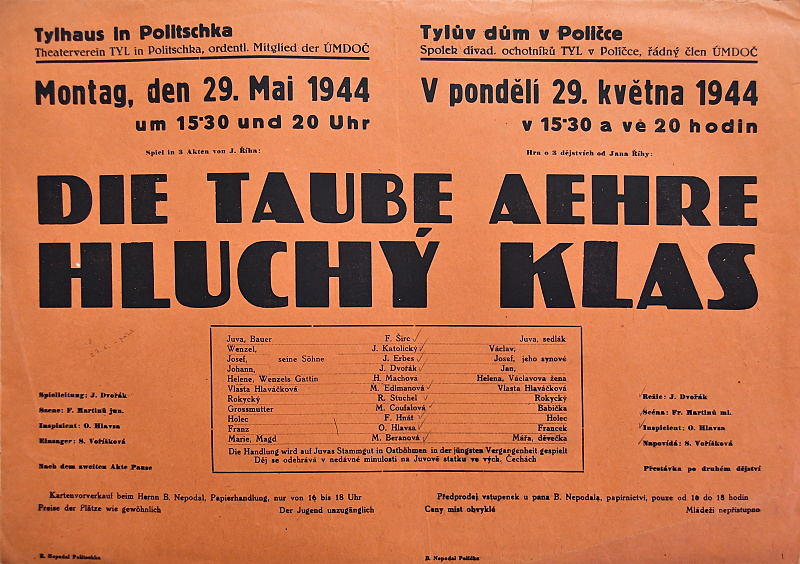 Tylhaus in Politschka
Theaterverein TYL in Politschka, ordentl. Mitglied der ÚMDOČ
Montag, den 29. Mai 1944
um 15·30 und 20 Uhr
Tylův dům v Poličce
Spolek divad. ochotníků TYL v Poličce, řádný člen ÚMDOČ
V pondělí 29. května 1944
v 15·30 a ve 20 hodin
Spiel in 3 Akten von J. Říha:
Hra o 3 dějstvích od Jana Říhy:
DIE TAUBE AEHRE
HLUCHÝ KLAS
Juva, Bauer F. Širc Juva, sedlák
Wenzel, J. Katolický Václav,
Josef, seine Söhne J. Erbes Josef, jeho synové
Johann, J. Dvořák Jan,
Helene, Wenzels Gattin H. Machova Helena, Václavova žena
Vlasta Hlaváčková M. Edlmanová Vlasta Hlaváčková
Rokycký R. Stuchel Rokycký
Grossmutter M. Coufalová Babička
Holec F. Hnát Holec
Franz O. Hlavsa Francek
Marie, Magd M. Beranová Mářa, děvečka
Die Handlung wird auf Juvas Stammgut in Ostböhmen in der jüngsten Vergangenheit gespielt
Děj se odehrává v nedávné minulosti na Juvově statku ve vých. Čechách
Spielleitung: J. Dvořák
Szene: F. Martinů jun.
Inspicient: O. Hlavsa
Einsager: S. Voříšková
Nach dem zweiten Akte Pause
Režie: J. Dvořák
Scéna: Fr. Martinů ml.
Inspicient: O. Hlavsa
Napovídá: S. Voříšková
Přestávka po druhém dějství
Kartenvorverkauf beim Herrn B. Nepodal, Papierhandlung, nur von 16 bis 18 Uhr
Preise der Plätze wie gewöhnlich Der Jugend unzugänglich
Předprodej vstupenek u pana B. Nepodala, papírnictví, pouze od 16 do 18 hodin
Ceny míst obvyklé Mládeži nepřístupno
B. Nepodal Politschka
B. Nepodal Polička